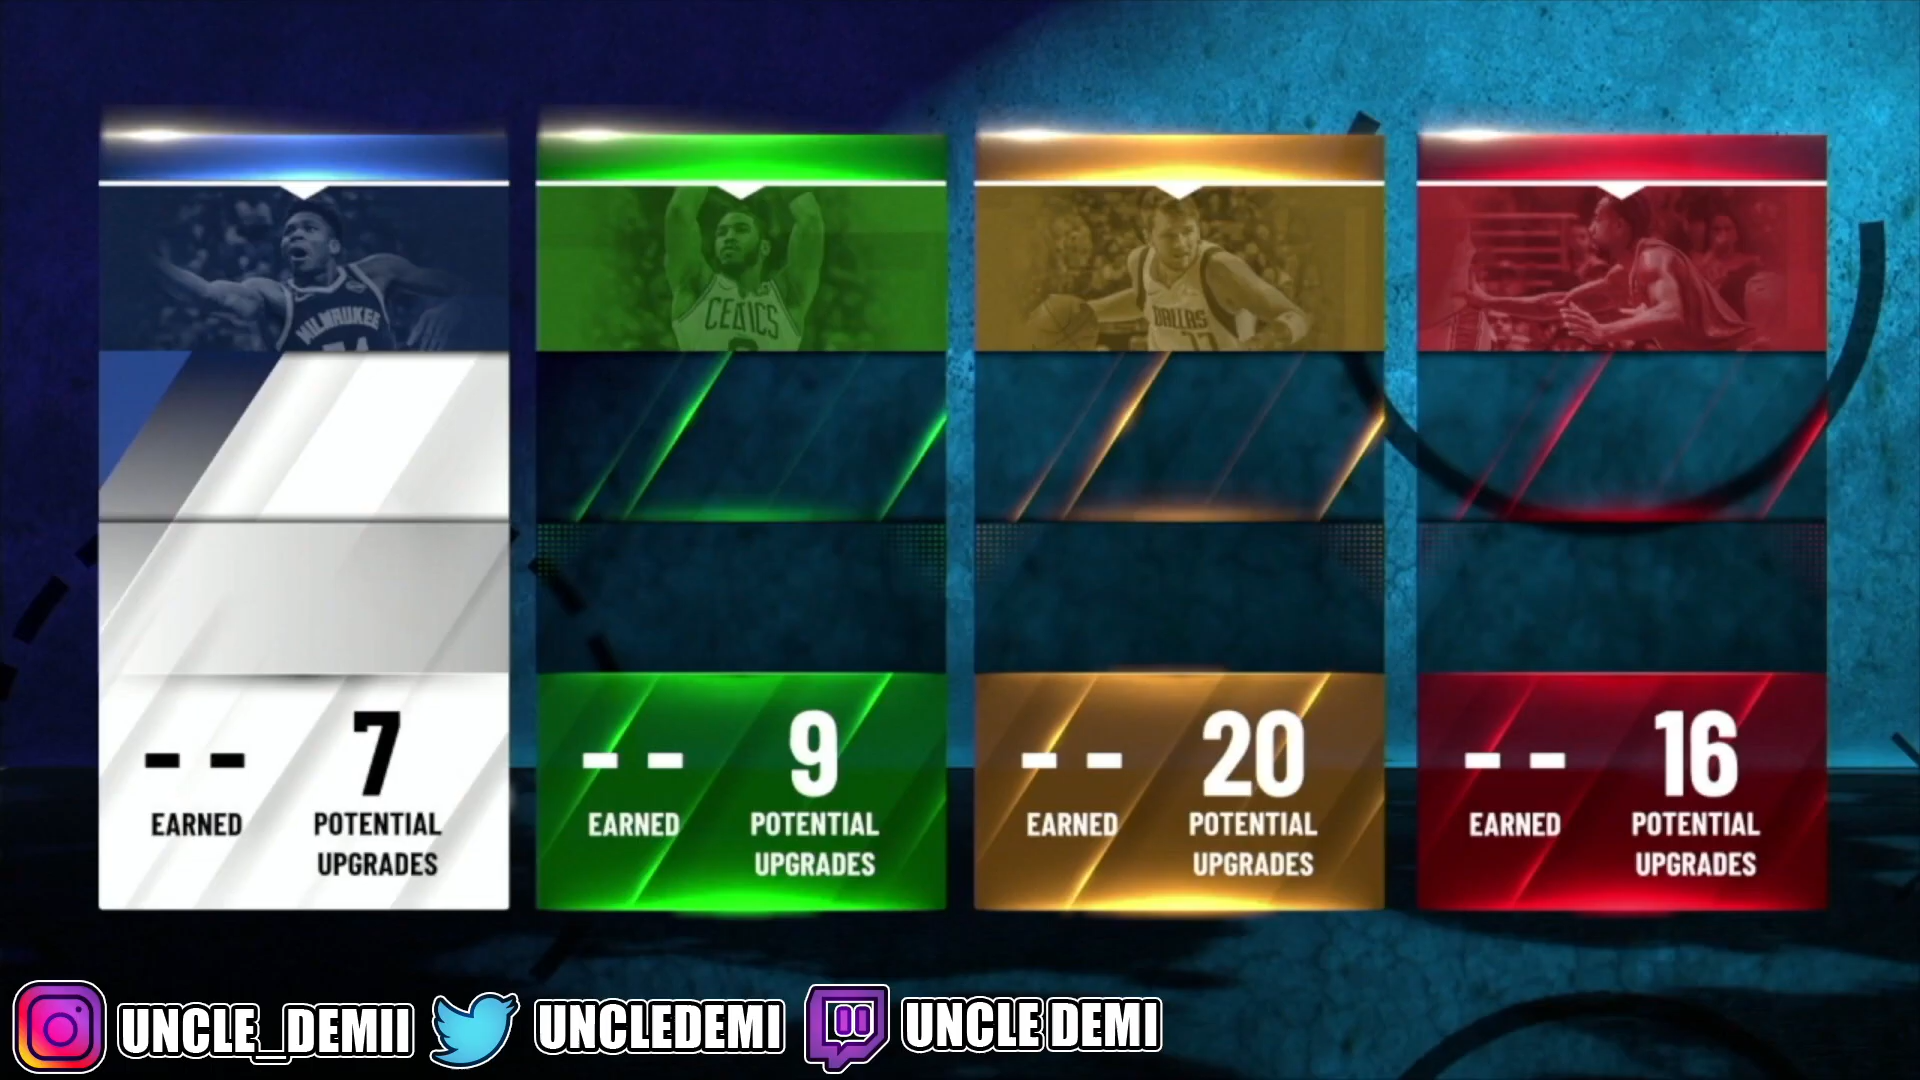 MILWAUKEE
CELTICS
DALLAS
7
-- EARNED
POTENTIAL
UPGRADES
9
-- EARNED
POTENTIAL
UPGRADES
20
-- EARNED
POTENTIAL
UPGRADES
16
-- EARNED
POTENTIAL
UPGRADES
UNCLE_DEMII UNCLEDEMI UNCLE DEMI